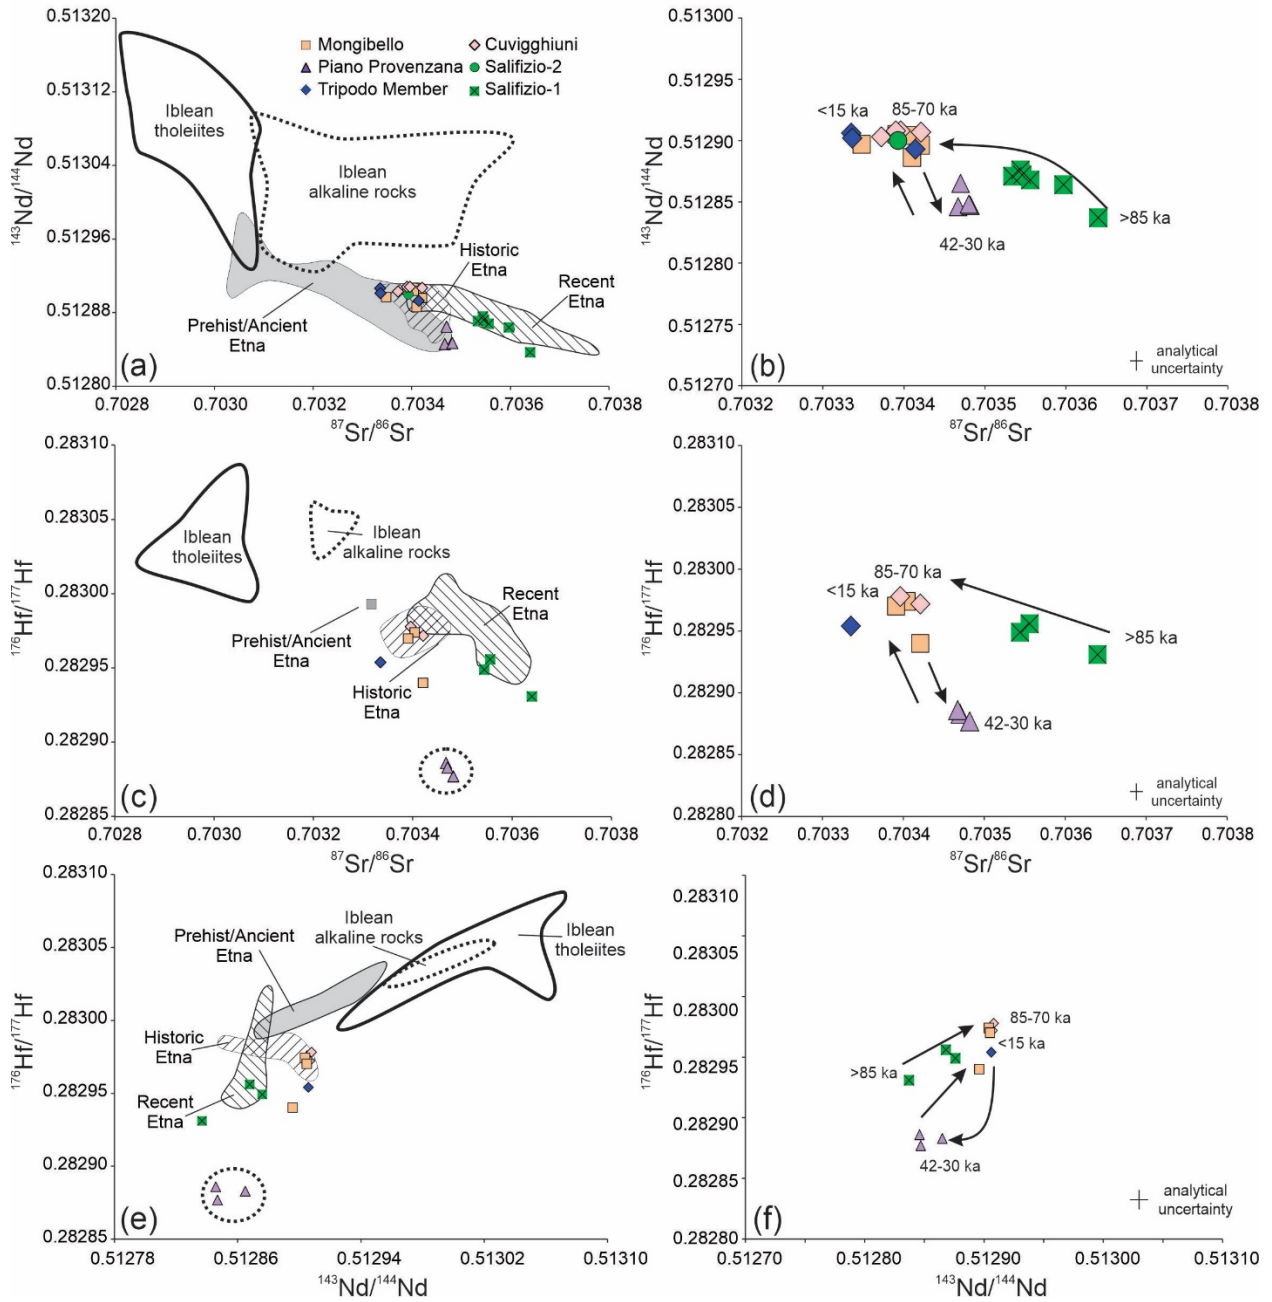 0.51320
0.51312
0.51304
0.51296
0.51288
0.51280
¹⁴³Nd/¹⁴⁴Nd
Mongibello
Cuvigghiuni
Piano Provenzana
Salifizio-2
Tripodo Member
Salifizio-1
Iblean
tholeiites
Iblean
alkaline rocks
Historic
Etna
Recent
Etna
Prehist/Ancient
Etna
(a)
0.7028
0.7030
0.7032
0.7034
0.7036
0.7038
⁸⁷Sr/⁸⁶Sr
0.51300
0.51295
0.51290
0.51285
0.51280
0.51275
0.51270
¹⁴³Nd/¹⁴⁴Nd
<15 ka
85-70 ka
>85 ka
42-30 ka
(b)
analytical
uncertainty
0.7032
0.7033
0.7034
0.7035
0.7036
0.7037
0.7038
⁸⁷Sr/⁸⁶Sr
0.28310
0.28305
0.28300
0.28295
0.28290
0.28285
¹⁷⁶Hf/¹⁷⁷Hf
Iblean
tholeiites
Iblean
alkaline rocks
Recent
Etna
Prehist/Ancient
Etna
Historic
Etna
(c)
0.7028
0.7030
0.7032
0.7034
0.7036
0.7038
⁸⁷Sr/⁸⁶Sr
0.28310
0.28305
0.28300
0.28295
0.28290
0.28285
0.28280
¹⁷⁶Hf/¹⁷⁷Hf
85-70 ka
<15 ka
>85 ka
42-30 ka
(d)
analytical
uncertainty
0.7032
0.7033
0.7034
0.7035
0.7036
0.7037
0.7038
⁸⁷Sr/⁸⁶Sr
0.28310
0.28305
0.28300
0.28295
0.28290
0.28285
¹⁷⁶Hf/¹⁷⁷Hf
Iblean
alkaline rocks
Iblean
tholeiites
Prehist/Ancient
Etna
Historic
Etna
Recent
Etna
(e)
0.51278
0.51286
0.51294
0.51302
0.51310
¹⁴³Nd/¹⁴⁴Nd
0.28310
0.28305
0.28300
0.28295
0.28290
0.28285
0.28280
¹⁷⁶Hf/¹⁷⁷Hf
85-70 ka
<15 ka
>85 ka
42-30 ka
(f)
analytical
uncertainty
0.51270
0.51280
0.51290
0.51300
0.51310
¹⁴³Nd/¹⁴⁴Nd